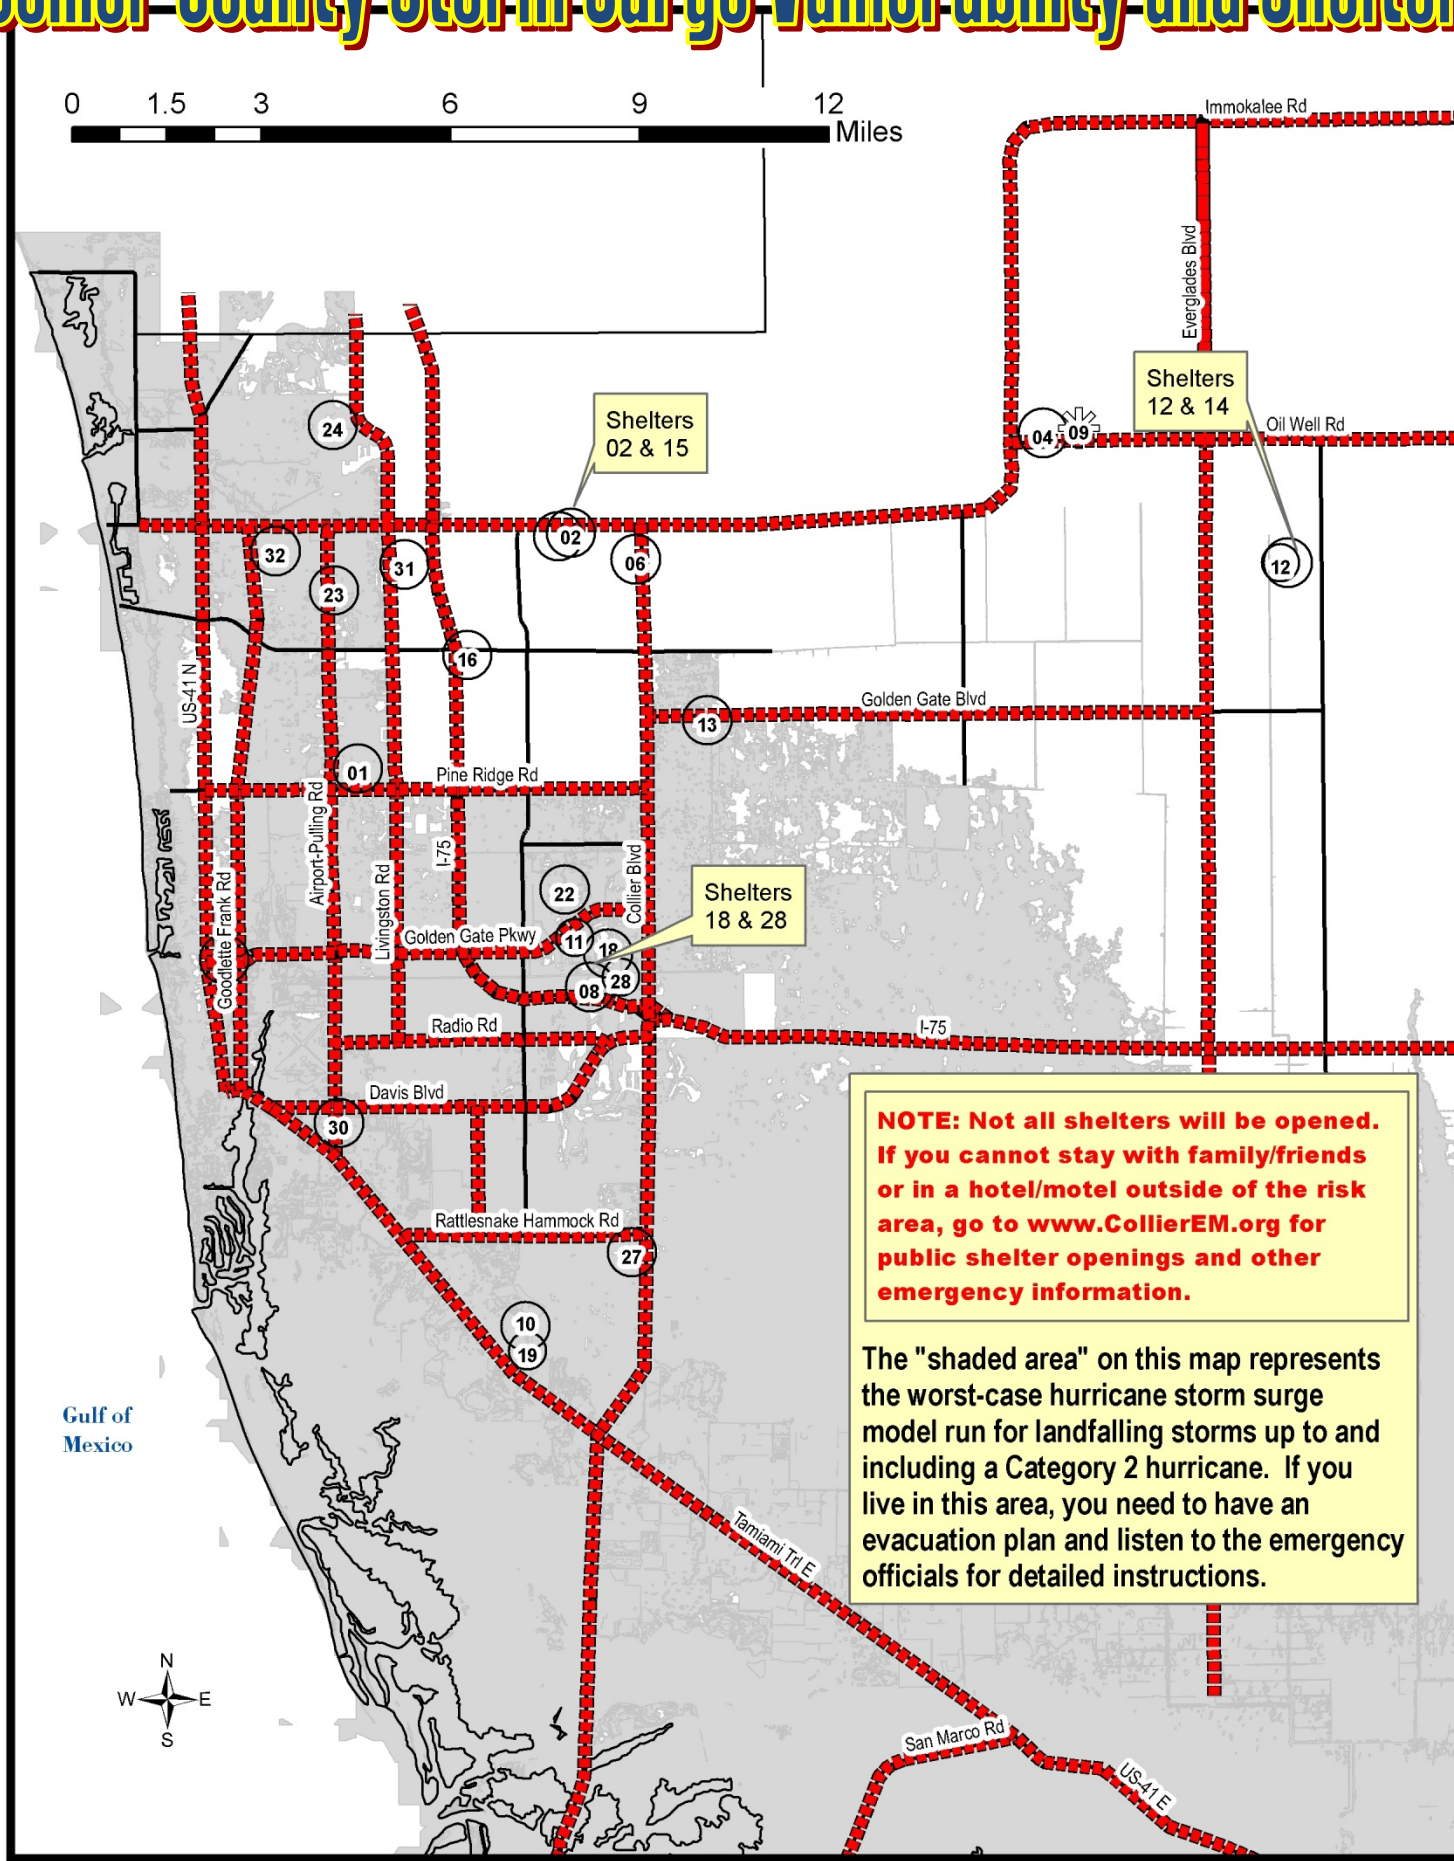 County Storm Surge Vulnerability and Shelter
0 1.5 3 6 9 12
Miles
Immokalee Rd
Everglades Blvd
Shelters
12 & 14
Shelters
02 & 15
Oil Well Rd
24
04
09
02
32
31
06
12
23
16
US-41 N
Golden Gate Blvd
13
01
Pine Ridge Rd
Airport-Pulling Rd
I-75
Livingston Rd
Goodlette Frank Rd
Collier Blvd
22
Shelters
18 & 28
Golden Gate Pkwy
11
18
28
08
Radio Rd
I-75
Davis Blvd
30
NOTE: Not all shelters will be opened.
If you cannot stay with family/friends
or in a hotel/motel outside of the risk
area, go to www.CollierEM.org for
public shelter openings and other
emergency information.
Rattlesnake Hammock Rd
27
10
19
The "shaded area" on this map represents
the worst-case hurricane storm surge
model run for landfalling storms up to and
including a Category 2 hurricane. If you
live in this area, you need to have an
evacuation plan and listen to the emergency
officials for detailed instructions.
Gulf of
Mexico
Tamiami Trl E
N
W E
S
San Marco Rd
US-41 E